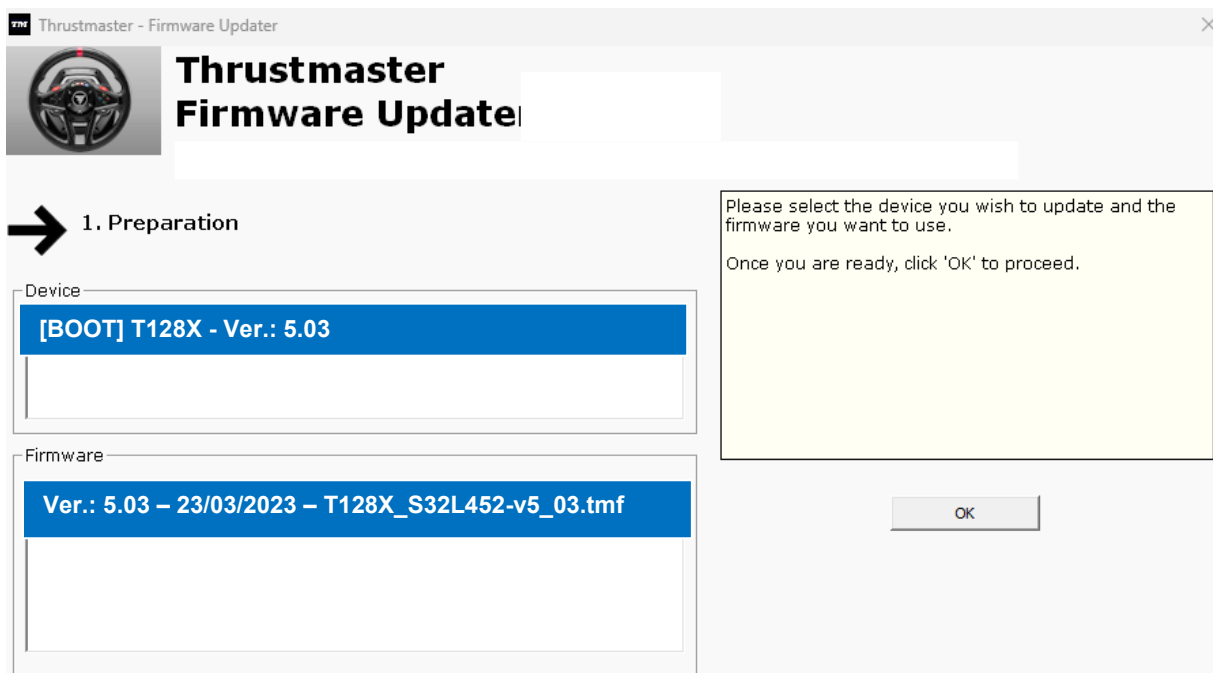 Thrustmaster - Firmware Updater
Thrustmaster
Firmware Update
1. Preparation
Please select the device you wish to update and the
firmware you want to use.
Once you are ready, click 'OK' to proceed.
Device
[BOOT] T128X - Ver.: 5.03
Firmware
Ver.: 5.03 – 23/03/2023 – T128X_S32L452-v5_03.tmf
OK